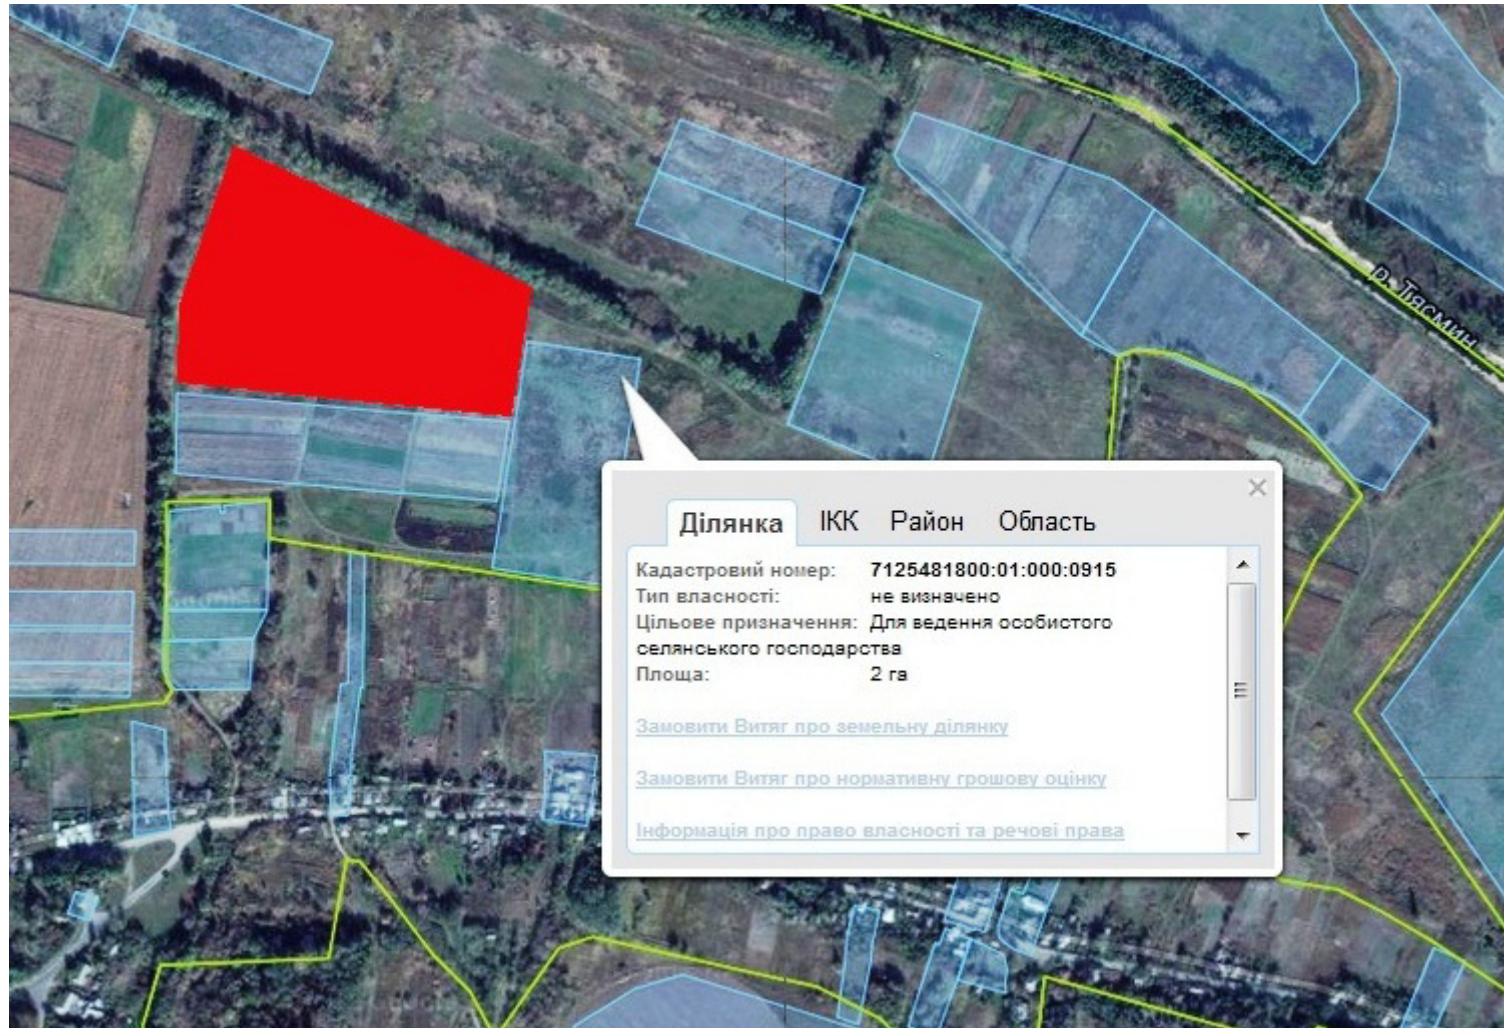 р. Тясмин
Ділянка ІКК Район Область
Кадастровий номер: 7125481800:01:000:0915
Тип власності: не визначено
Цільове призначення: Для ведення особистого
селянського господарства
Площа: 2 га
Замовити Витяг про земельну ділянку
Замовити Витяг про нормативну грошову оцінку
Інформація про право власності та речові права